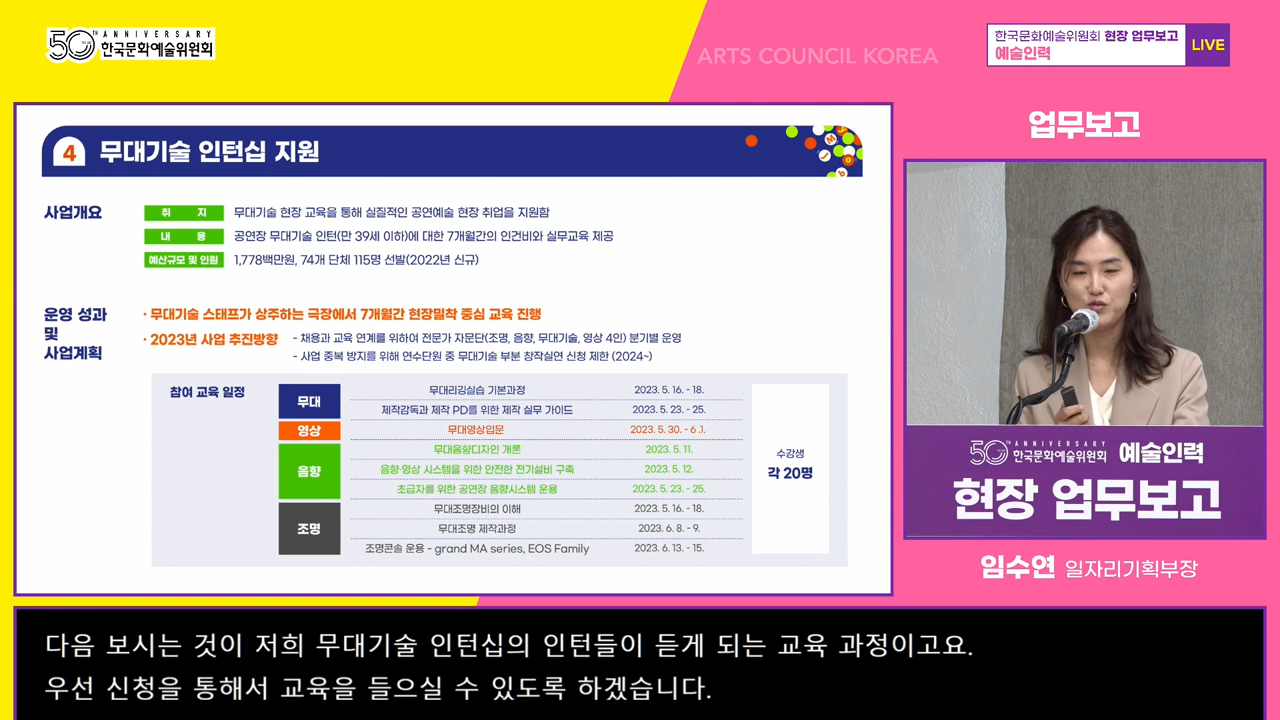 50TH ANNIVERSARY
한국문화예술위원회
ARTS COUNCIL KOREA
한국문화예술위원회 현장 업무보고
예술인력
LIVE
4 무대기술 인턴십 지원
사업개요
취 지 무대기술 현장 교육을 통해 실질적인 공연예술 현장 취업을 지원함
내 용 공연장 무대기술 인턴(만 39세 이하)에 대한 7개월간의 인건비와 실무교육 제공
예산규모 및 인원 1,778백만원, 74개 단체 115명 선발(2022년 신규)
운영 성과
및
사업계획
· 무대기술 스태프가 상주하는 극장에서 7개월간 현장밀착 중심 교육 진행
· 2023년 사업 추진방향 - 채용과 교육 연계를 위하여 전문가 자문단(조명, 음향, 무대기술, 영상 4인) 분기별 운영
- 사업 중복 방지를 위해 연수단원 중 무대기술 부분 창작실연 신청 제한 (2024~)
참여 교육 일정
무대
무대리깅실습 기본과정 2023. 5. 16. - 18.
제작감독과 제작 PD를 위한 제작 실무 가이드 2023. 5. 23. - 25.
영상
무대영상입문 2023. 5. 30. - 6 .1.
음향
무대음향디자인 개론 2023. 5. 11.
음향·영상 시스템을 위한 안전한 전기설비 구축 2023. 5. 12.
초급자를 위한 공연장 음향시스템 운용 2023. 5. 23. - 25.
조명
무대조명장비의 이해 2023. 5. 16. - 18.
무대조명 제작과정 2023. 6. 8. - 9.
조명콘솔 운용 - grand MA series, EOS Family 2023. 6. 13. - 15.
수강생
각 20명
업무보고
50 ANNIVERSARY
한국문화예술위원회 예술인력
현장 업무보고
임수연 일자리기획부장
다음 보시는 것이 저희 무대기술 인턴십의 인턴들이 듣게 되는 교육 과정이고요.
우선 신청을 통해서 교육을 들으실 수 있도록 하겠습니다.